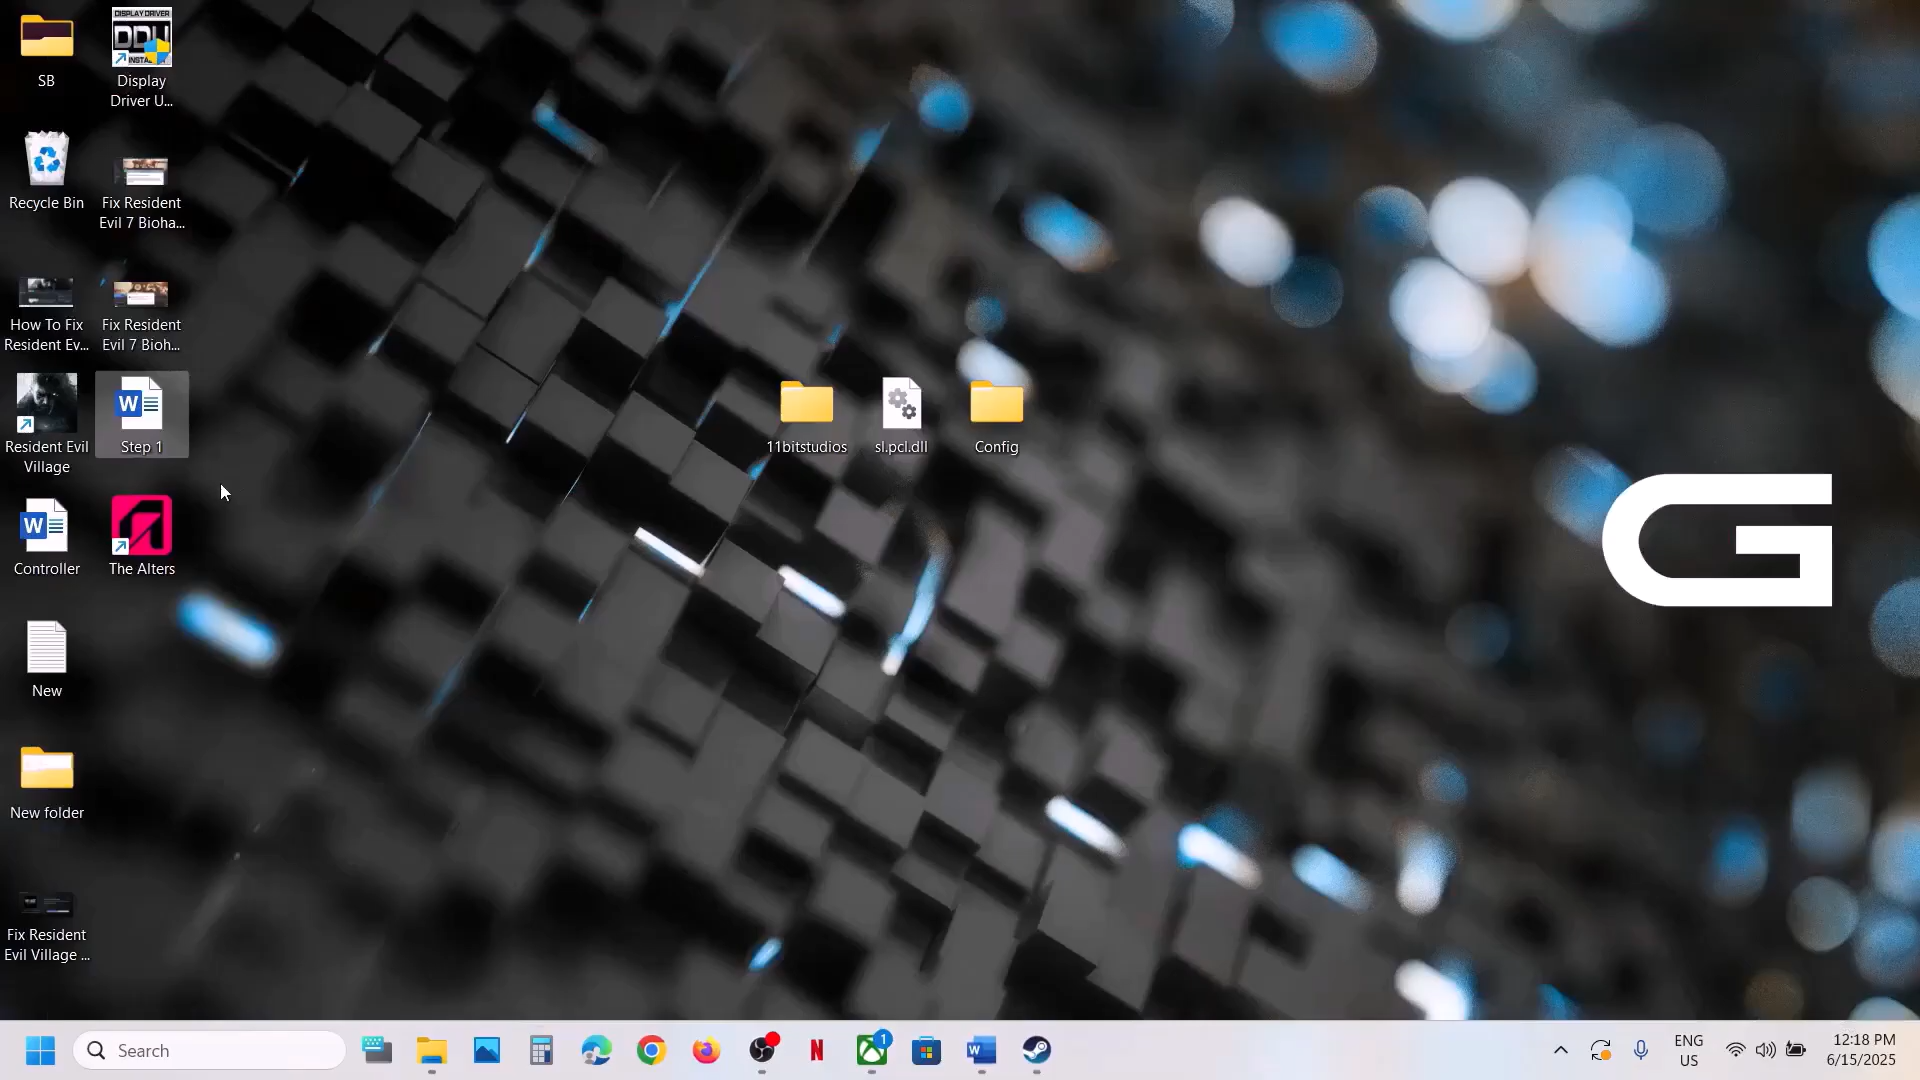 SB
DISPLAY DRIVER
DDU
Display
Driver U...
Recycle Bin
Fix Resident
Evil 7 Bioha...
How To Fix
Resident Ev...
Fix Resident
Evil 7 Bioh...
Resident Evil
Village
W
Step 1
11bitstudios
sl.pcl.dll
Config
W
Controller
The Alters
New
New folder
Fix Resident
Evil Village ...
G
Search
N
1
W
ENG
US
12:18 PM
6/15/2025